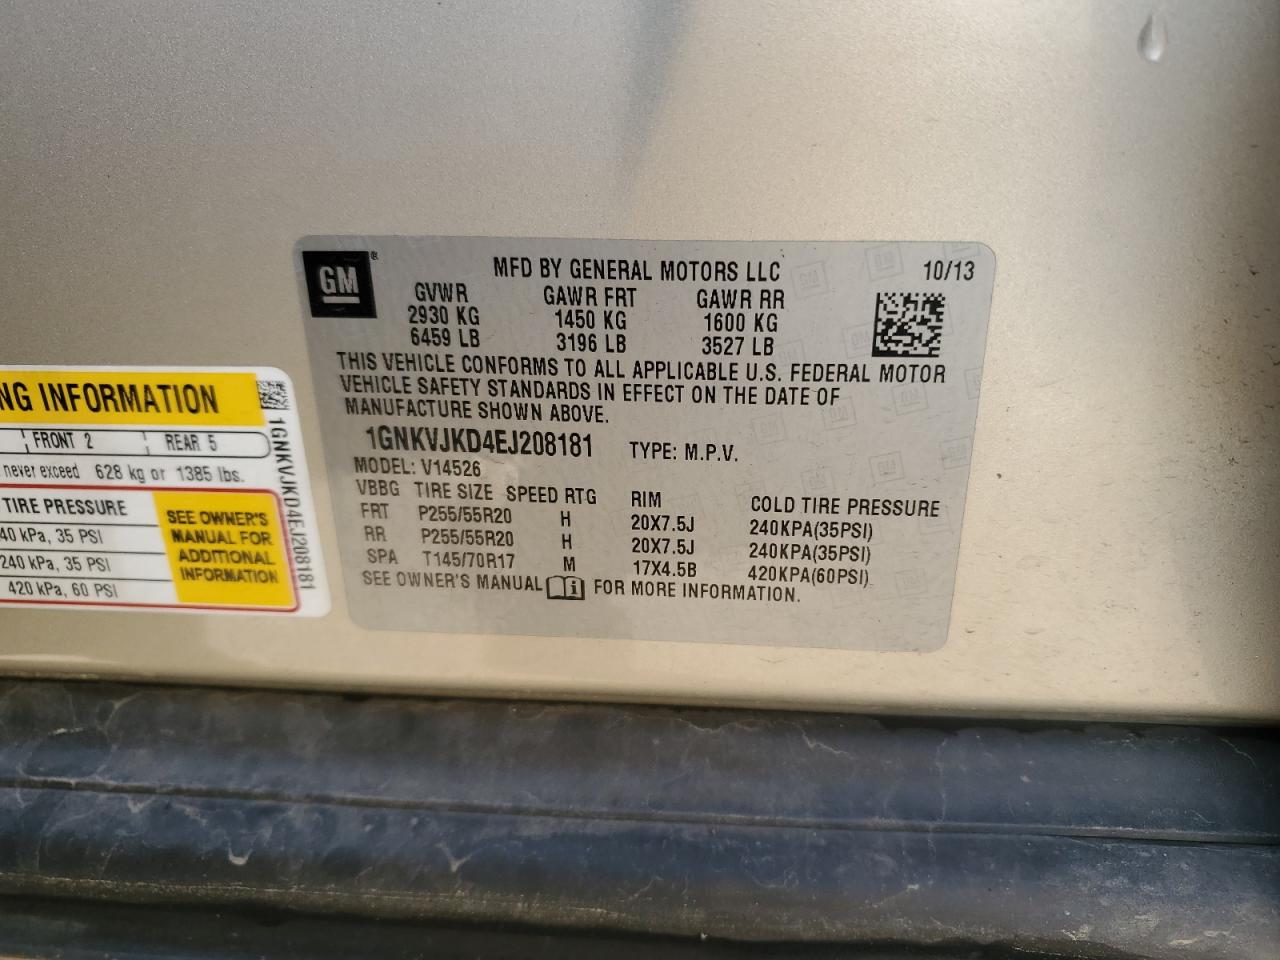 GM ®
MFD BY GENERAL MOTORS LLC 10/13
GVWR GAWR FRT GAWR RR
2930 KG 1450 KG 1600 KG
6459 LB 3196 LB 3527 LB
THIS VEHICLE CONFORMS TO ALL APPLICABLE U.S. FEDERAL MOTOR
VEHICLE SAFETY STANDARDS IN EFFECT ON THE DATE OF
MANUFACTURE SHOWN ABOVE.
1GNKVJKD4EJ208181 TYPE: M.P.V.
MODEL: V14526
VBBG TIRE SIZE SPEED RTG RIM COLD TIRE PRESSURE
FRT P255/55R20 H 20X7.5J 240KPA(35PSI)
RR P255/55R20 H 20X7.5J 240KPA(35PSI)
SPA T145/70R17 M 17X4.5B 420KPA(60PSI)
SEE OWNER'S MANUAL i FOR MORE INFORMATION.
NG INFORMATION
FRONT 2 REAR 5
never exceed 628 kg or 1385 lbs.
TIRE PRESSURE
40 kPa, 35 PSI
240 kPa, 35 PSI
420 kPa, 60 PSI
SEE OWNER'S
MANUAL FOR
ADDITIONAL
INFORMATION
1GNKVJKD4EJ208181